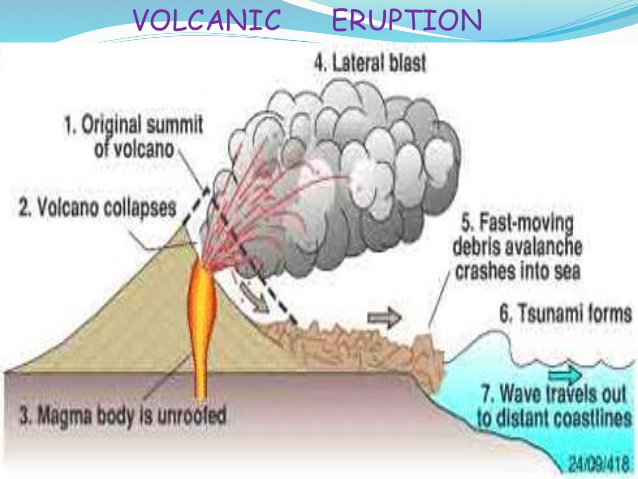 VOLCANIC ERUPTION
4. Lateral blast
1. Original summit
of volcano
2. Volcano collapses
5. Fast-moving
debris avalanche
crashes into sea
6. Tsunami forms
3. Magma body is unroofed
7. Wave travels out
to distant coastlines
24/09/418